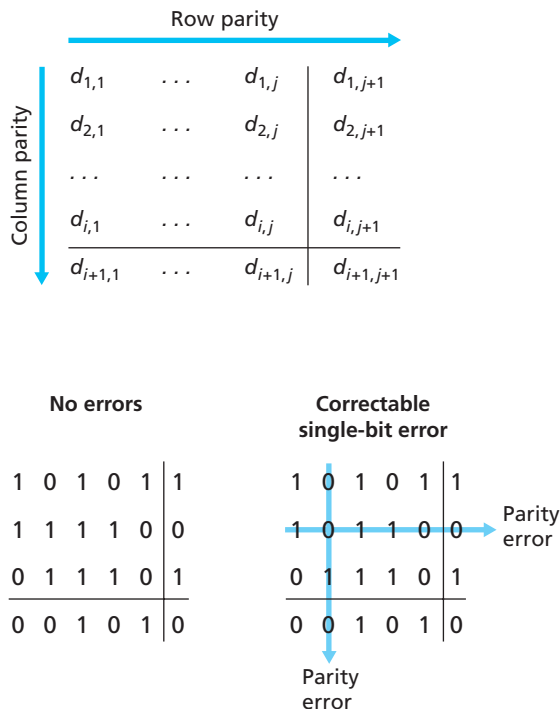 Row parity
Column parity
d1,1 ... d1,j d1,j+1
d2,1 ... d2,j d2,j+1
... ... ... ...
di,1 ... di,j di,j+1
di+1,1 ... di+1,j di+1,j+1
No errors
1 0 1 0 1 1
1 1 1 1 0 0
0 1 1 1 0 1
0 0 1 0 1 0
Correctable
single-bit error
1 0 1 0 1 1
1 0 1 1 0 0
0 1 1 1 0 1
0 0 1 0 1 0
Parity
error
Parity
error